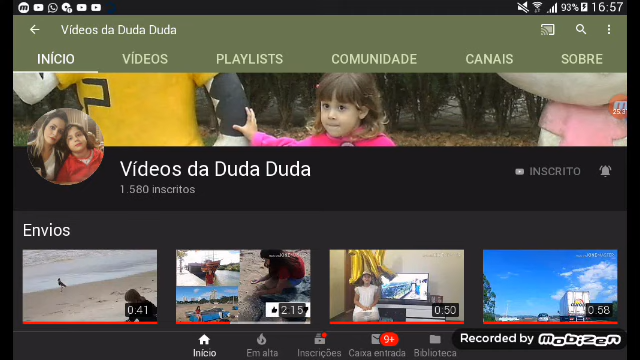 93% 16:57
Vídeos da Duda Duda
INÍCIO VÍDEOS PLAYLISTS COMUNIDADE CANAIS SOBRE
Vídeos da Duda Duda
INSCRITO
1.580 inscritos
Envios
0:41
2:15
0:50
0:58
Início Em alta Inscrições Caixa entrada Biblioteca
9+
Recorded by MOBIZEN